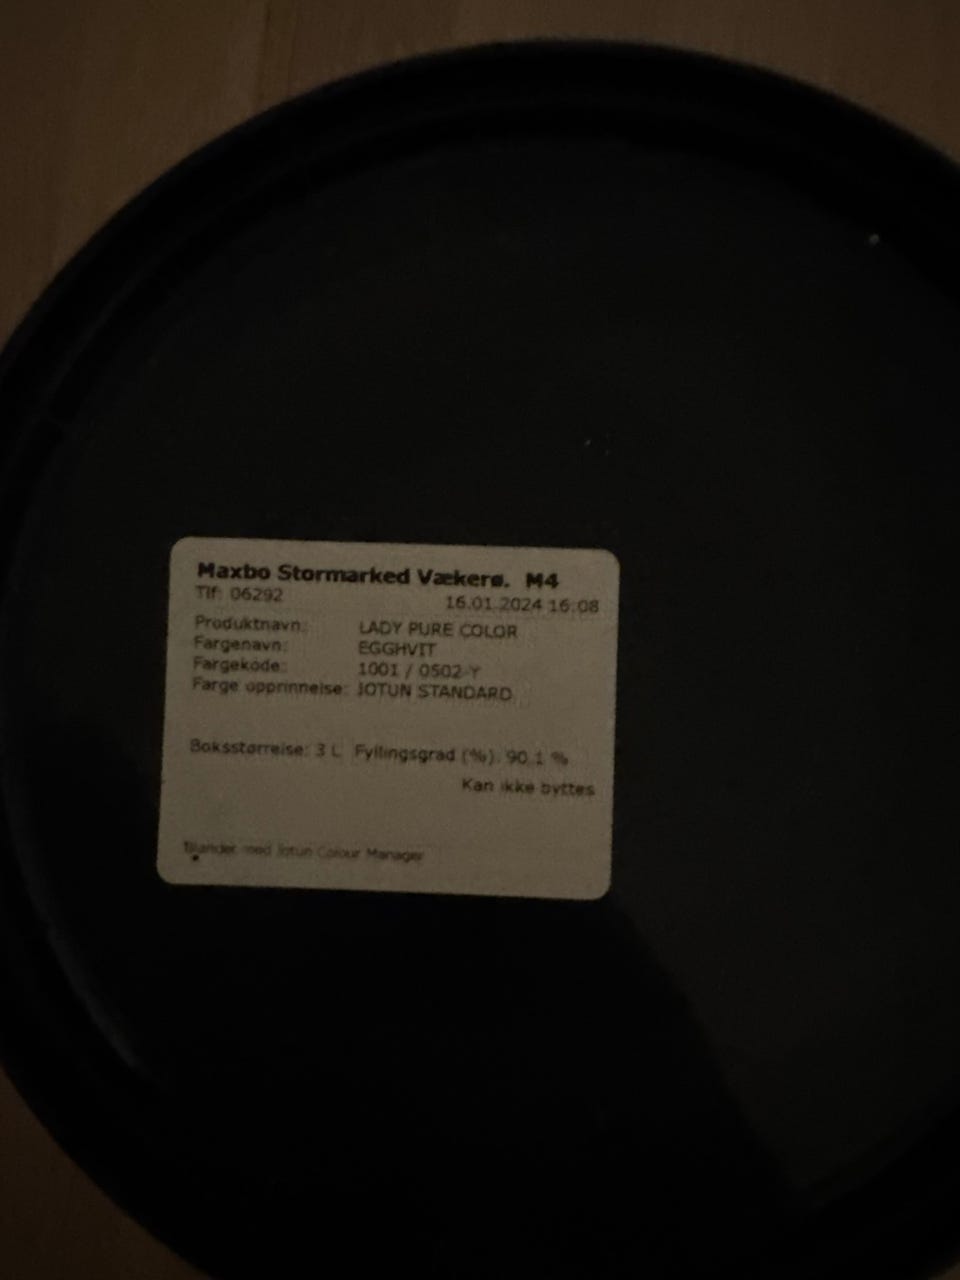 Maxbo Stormarked Vækerø. M4
Tlf: 06292 16.01.2024 16:08
Produktnavn: LADY PURE COLOR
Fargenavn: EGGHVIT
Fargekode: 1001 / 0502-Y
Farge opprinnelse: JOTUN STANDARD
Boksstørrelse: 3 L Fyllingsgrad (%): 90.1 %
Kan ikke byttes
Blandet med Jotun Colour Manager